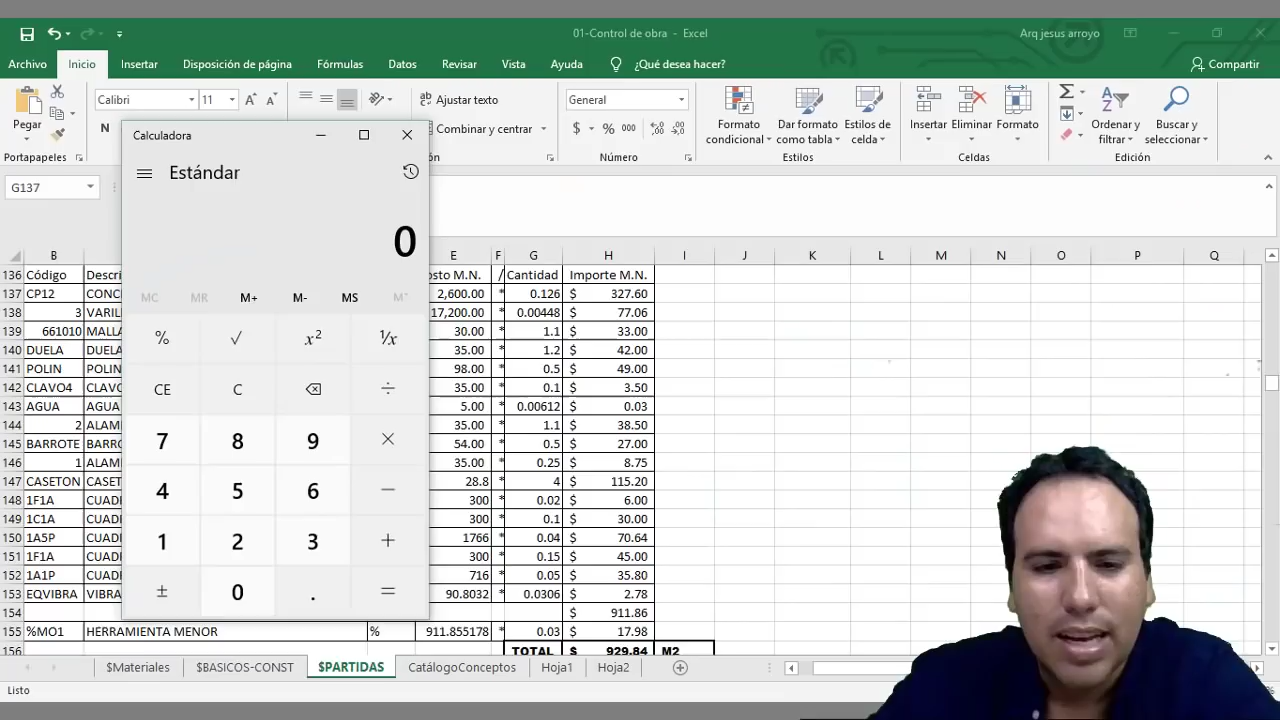 01-Control de obra - Excel
Arq jesus arroyo
Archivo Inicio Insertar Disposición de página Fórmulas Datos Revisar Vista Ayuda ¿Qué desea hacer? Compartir
Pegar
Calibri 11 A A
N
Ajustar texto
Combinar y centrar
General
$ % 000
Formato condicional
Dar formato como tabla
Estilos de celda
Insertar Eliminar Formato
Ordenar y filtrar
Buscar y seleccionar
Portapapeles
Número
Estilos
Celdas
Edición
G137
Calculadora
Estándar
0
MC MR M+ M- MS
% √ x² ¹/x
CE C ÷
7 8 9 ×
4 5 6 −
1 2 3 +
± 0 . =
B E F G H I J K L M N O P Q
136 Código Descri osto M.N. / Cantidad Importe M.N.
137 CP12 CONC 2,600.00 * 0.126 $ 327.60
138 3 VARIL 17,200.00 * 0.00448 $ 77.06
139 661010 MALLA 30.00 * 1.1 $ 33.00
140 DUELA DUELA 35.00 * 1.2 $ 42.00
141 POLIN POLIN 98.00 * 0.5 $ 49.00
142 CLAVO4 CLAVO 35.00 * 0.1 $ 3.50
143 AGUA AGUA 5.00 * 0.00612 $ 0.03
144 2 ALAM 35.00 * 1.1 $ 38.50
145 BARROTE BARRO 54.00 * 0.5 $ 27.00
146 1 ALAM 35.00 * 0.25 $ 8.75
147 CASETON CASET 28.8 * 4 $ 115.20
148 1F1A CUAD 300 * 0.02 $ 6.00
149 1C1A CUAD 300 * 0.1 $ 30.00
150 1A5P CUAD 1766 * 0.04 $ 70.64
151 1F1A CUAD 300 * 0.15 $ 45.00
152 1A1P CUAD 716 * 0.05 $ 35.80
153 EQVIBRA VIBRA 90.8032 * 0.0306 $ 2.78
154 $ 911.86
155 %MO1 HERRAMIENTA MENOR % 911.855178 * 0.03 $ 17.98
156 TOTAL $ 929.84 M2
$Materiales $BASICOS-CONST $PARTIDAS CatálogoConceptos Hoja1 Hoja2
Listo